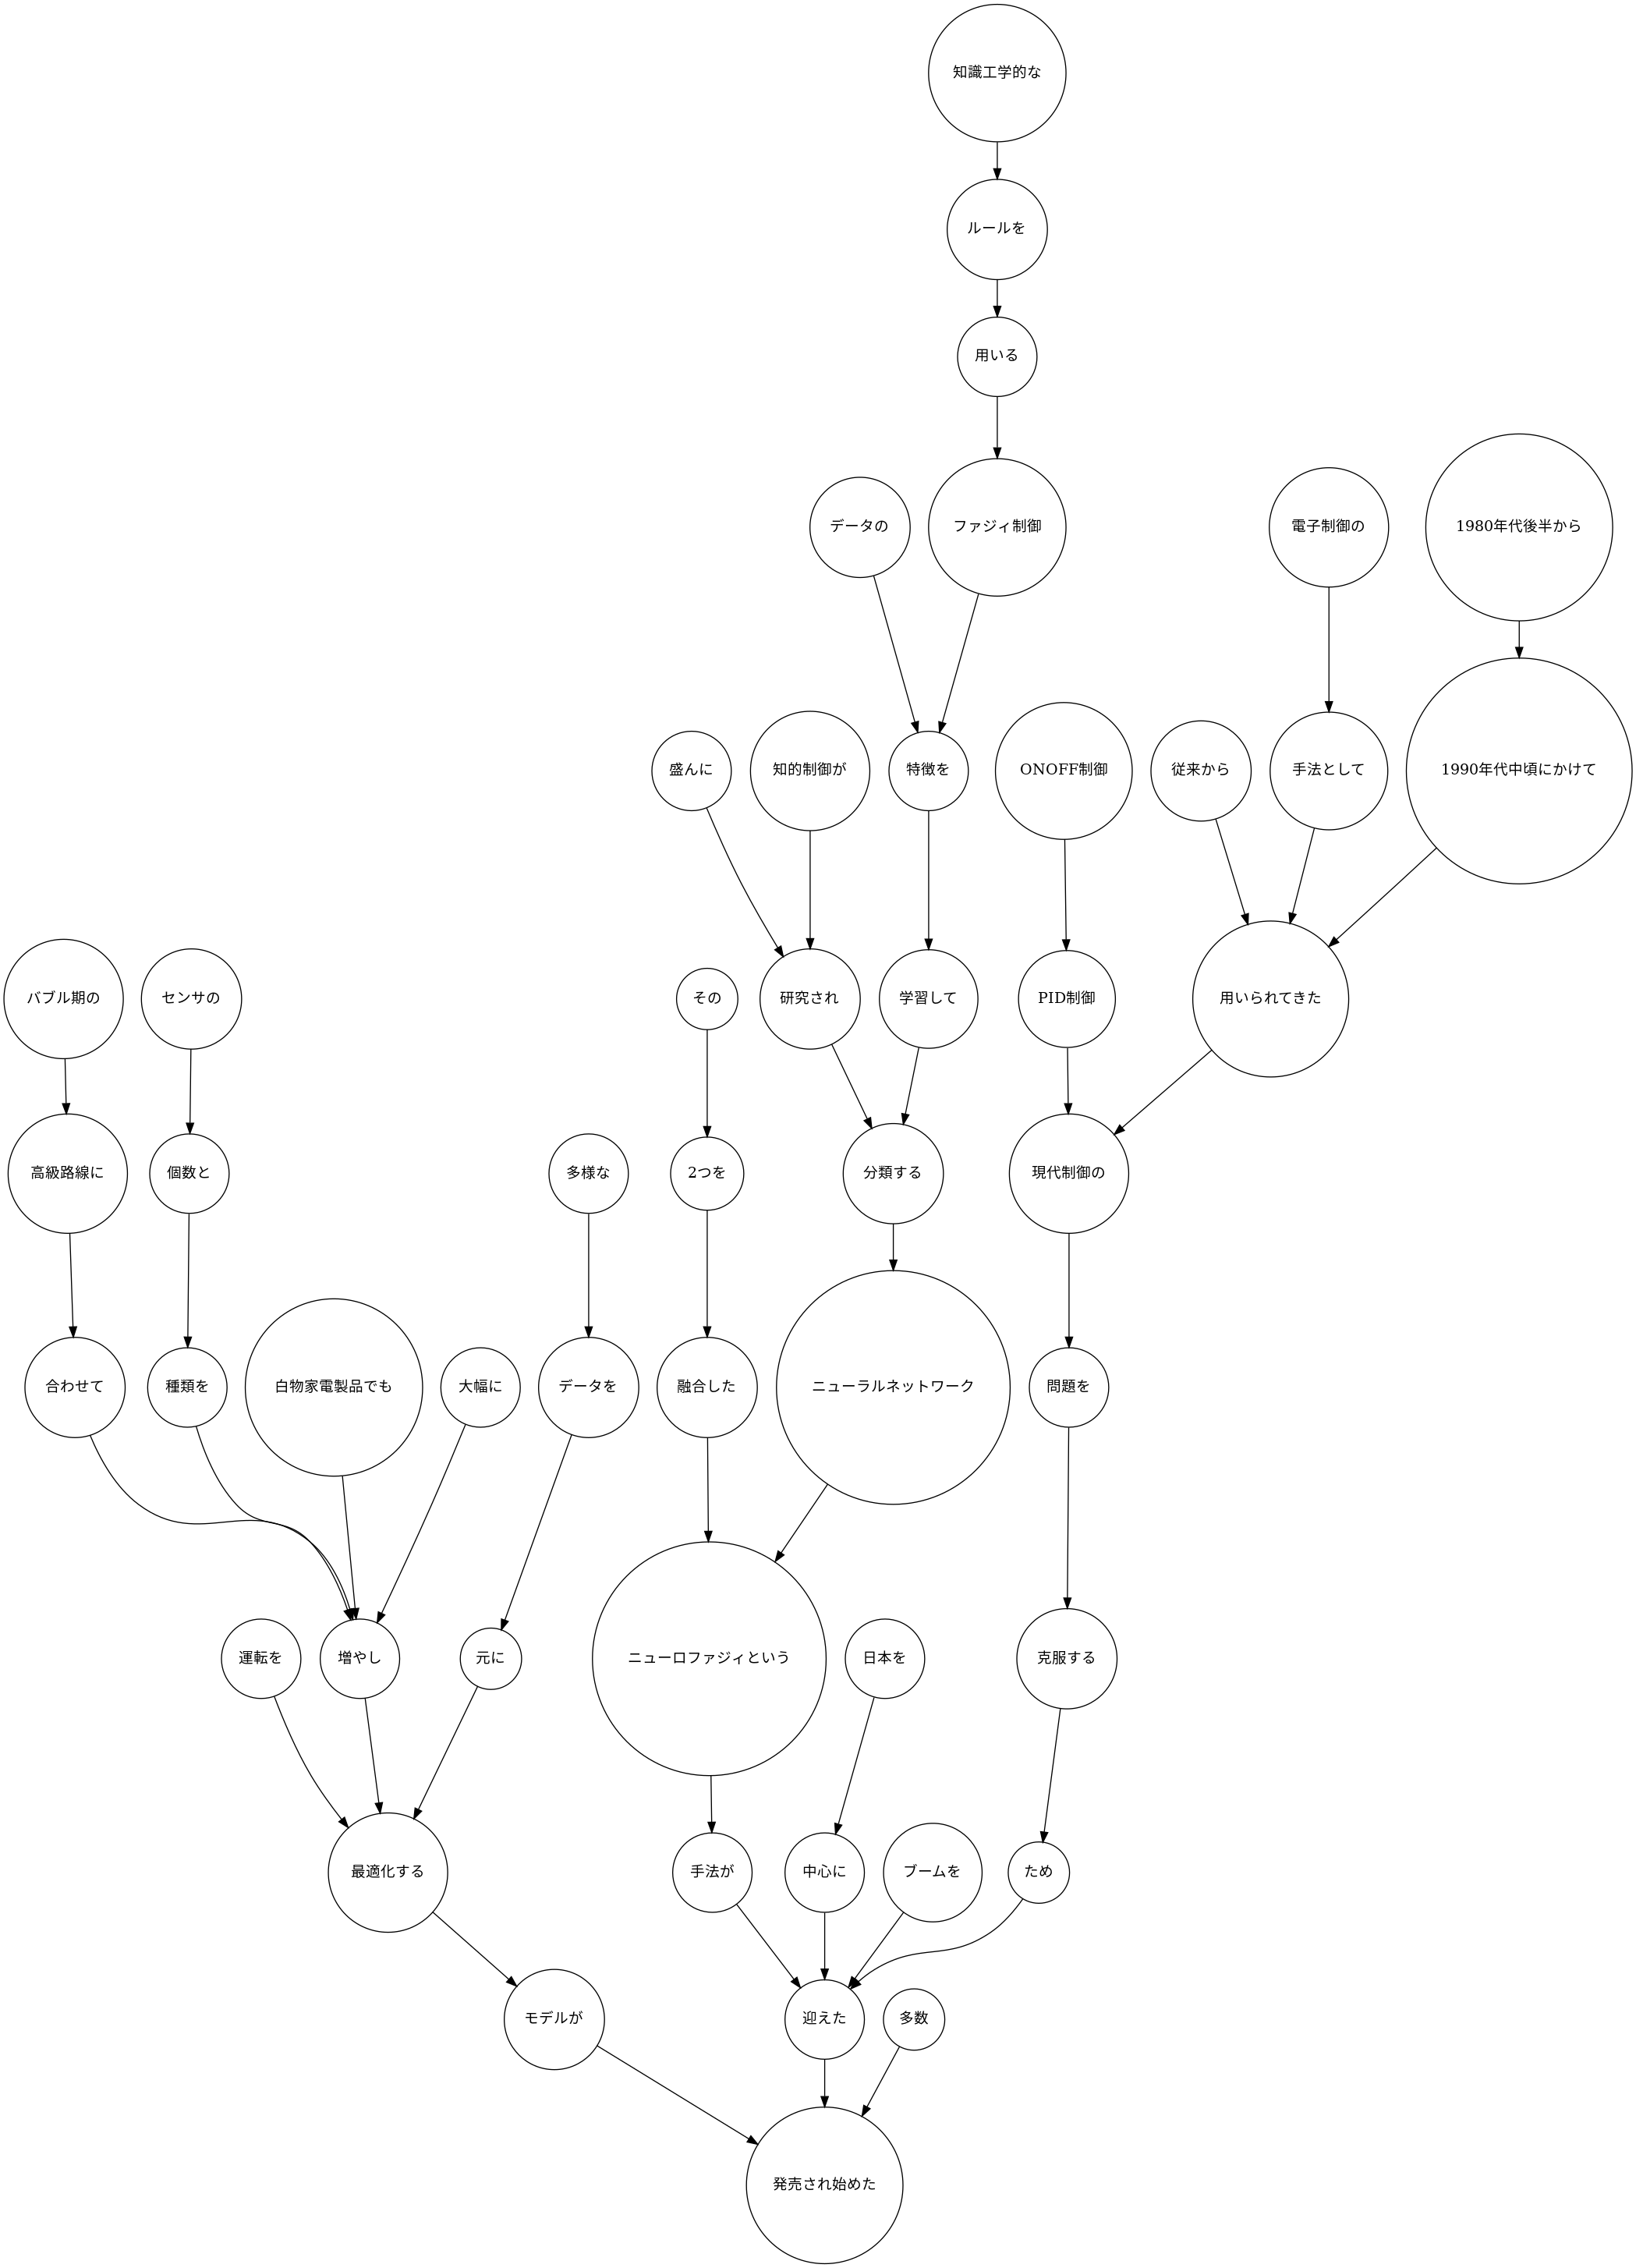 知識工学的な
ルールを
用いる
データの
ファジィ制御
電子制御の
1980年代後半から
盛んに
知的制御が
特徴を
ONOFF制御
従来から
手法として
1990年代中頃にかけて
バブル期の
センサの
その
研究され
学習して
PID制御
用いられてきた
高級路線に
個数と
多様な
2つを
分類する
現代制御の
合わせて
種類を
白物家電製品でも
大幅に
データを
融合した
ニューラルネットワーク
問題を
運転を
増やし
元に
ニューロファジィという
日本を
克服する
最適化する
手法が
中心に
ブームを
ため
モデルが
迎えた
多数
発売され始めた